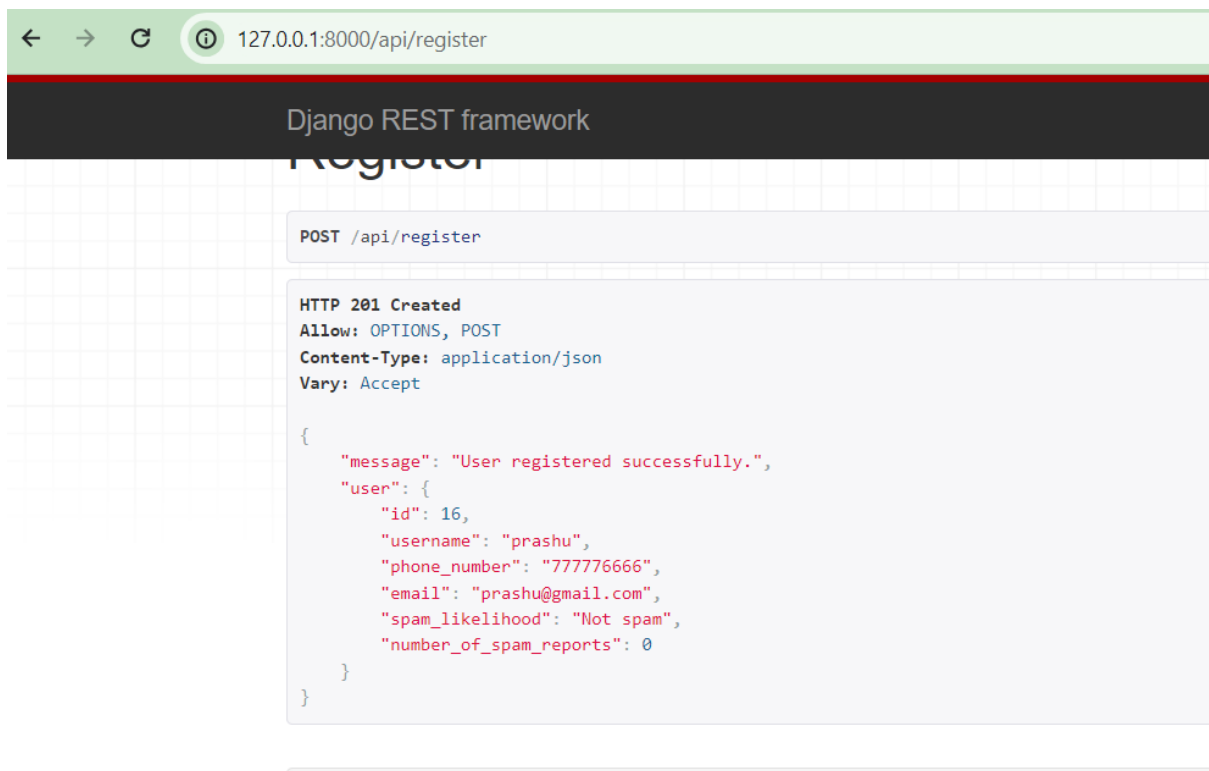 127.0.0.1:8000/api/register
Django REST framework
Register
POST /api/register
HTTP 201 Created
Allow: OPTIONS, POST
Content-Type: application/json
Vary: Accept
{
    "message": "User registered successfully.",
    "user": {
        "id": 16,
        "username": "prashu",
        "phone_number": "777776666",
        "email": "prashu@gmail.com",
        "spam_likelihood": "Not spam",
        "number_of_spam_reports": 0
    }
}